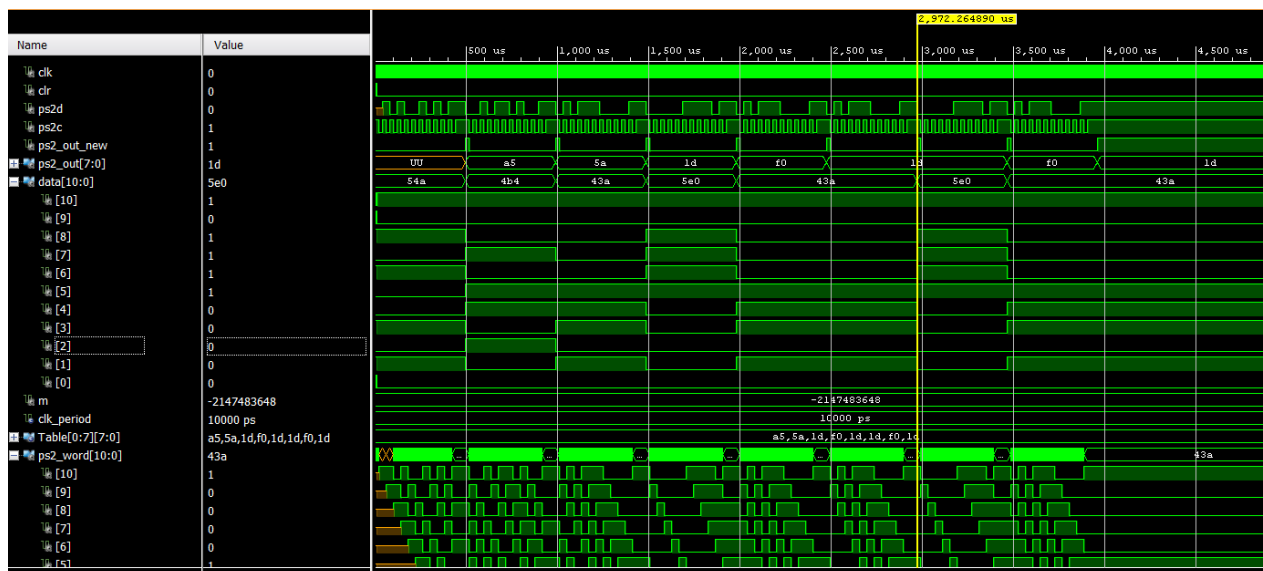 2,972.264890 us
Name Value
500 us 1,000 us 1,500 us 2,000 us 2,500 us 3,000 us 3,500 us 4,000 us 4,500 us
clk 0
clr 0
ps2d 0
ps2c 1
ps2_out_new 1
ps2_out[7:0] 1d UU a5 5a 1d f0 1d f0 1d
data[10:0] 5e0 54a 4b4 43a 5e0 43a 5e0 43a
[10] 1
[9] 0
[8] 1
[7] 1
[6] 1
[5] 1
[4] 0
[3] 0
[2] 0
[1] 0
[0] 0
m -2147483648 -2147483648
clk_period 10000 ps 10000 ps
Table[0:7][7:0] a5,5a,1d,f0,1d,1d,f0,1d a5,5a,1d,f0,1d,1d,f0,1d
ps2_word[10:0] 43a ... ... ... ... ... ... ... 43a
[10] 1
[9] 0
[8] 0
[7] 0
[6] 0
[5] 1